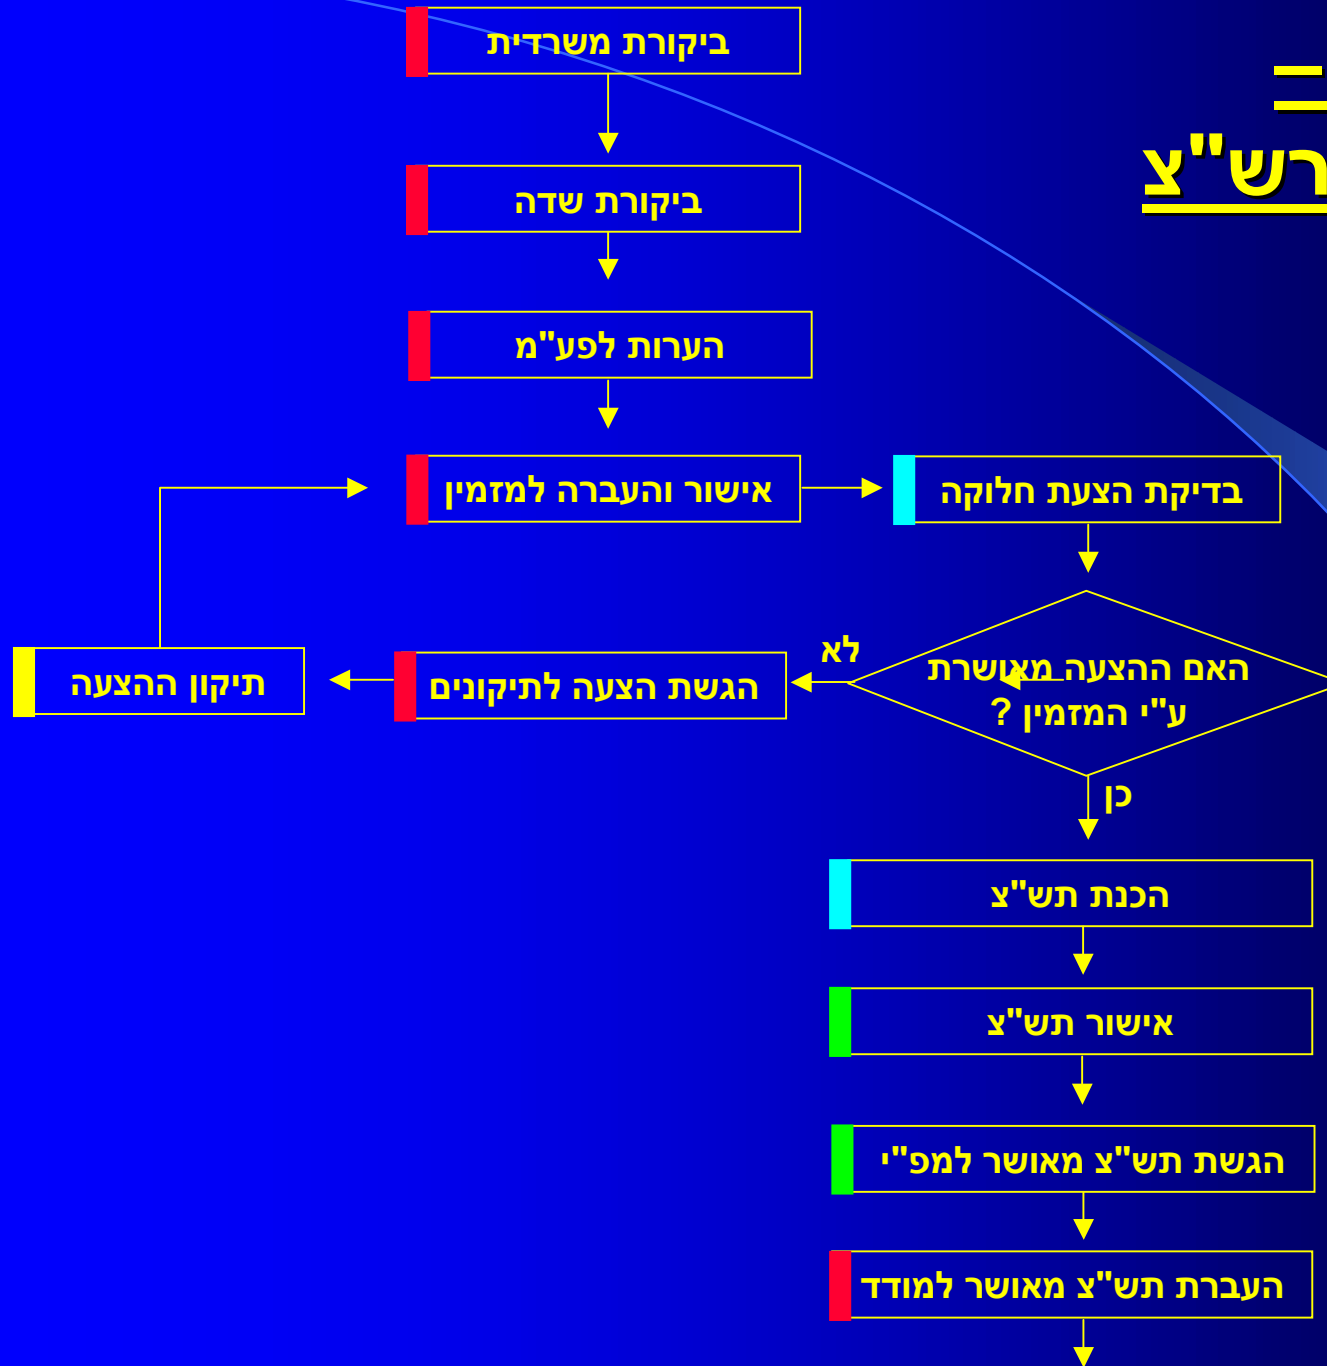 רש"צ
ביקורת משרדית
ביקורת שדה
הערות לפע"מ
אישור והעברה למזמין
בדיקת הצעת חלוקה
האם ההצעה מאושרת
ע"י המזמין ?
לא
הגשת הצעה לתיקונים
תיקון ההצעה
כן
הכנת תש"צ
אישור תש"צ
הגשת תש"צ מאושר למפ"י
העברת תש"צ מאושר למודד